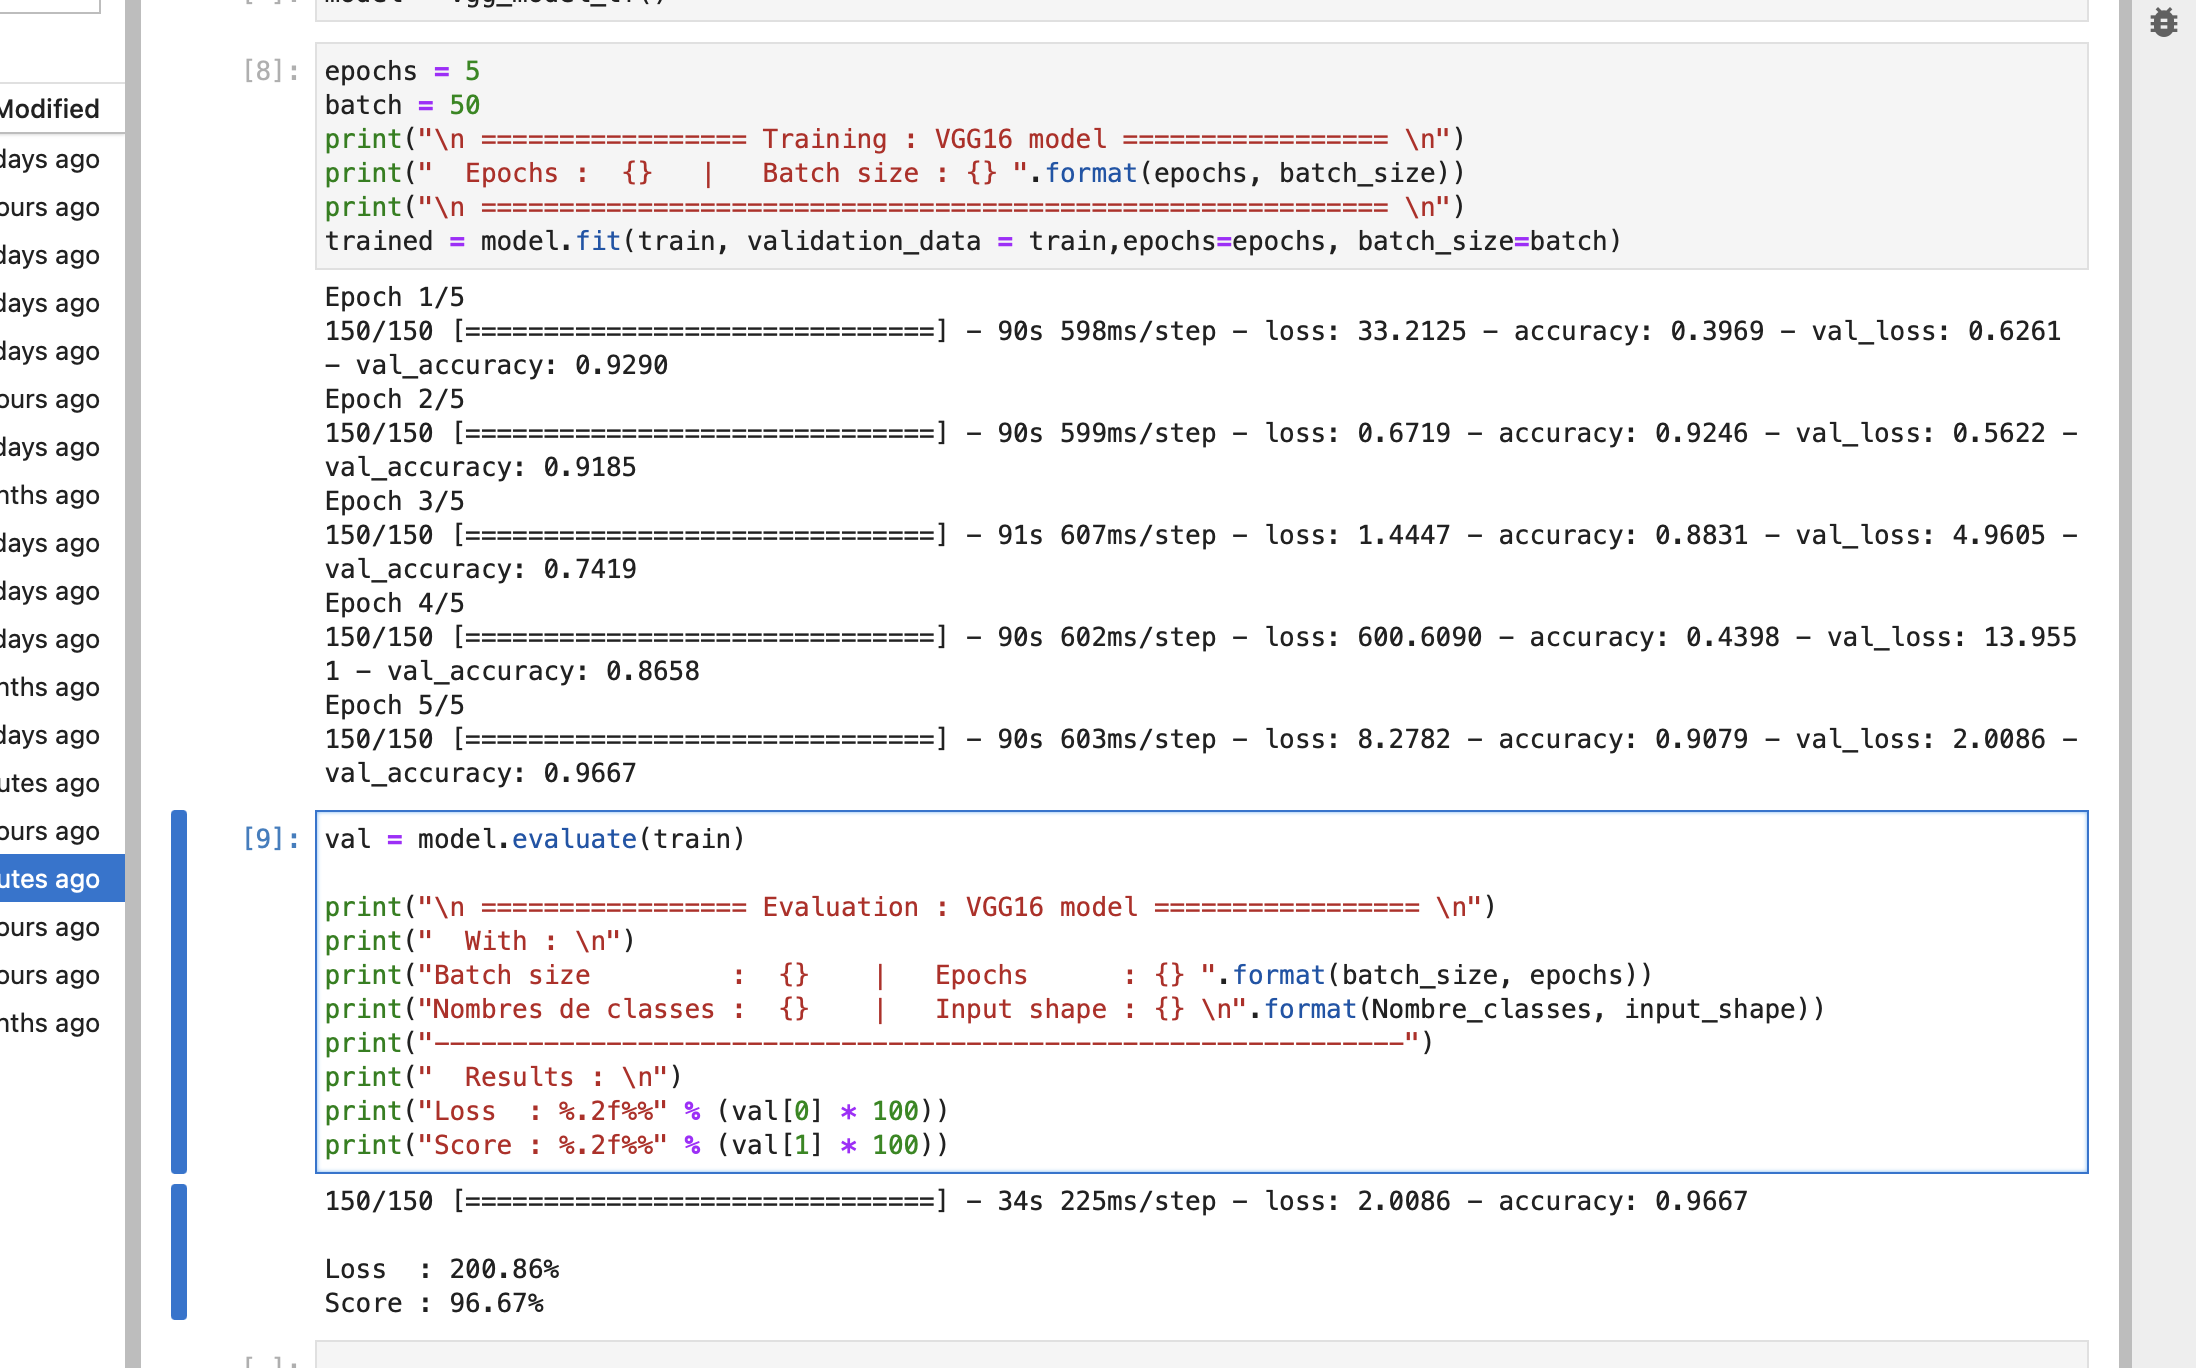 [8]:
epochs = 5
batch = 50
print("\n ================= Training : VGG16 model ================= \n")
print("  Epochs :  {}   |   Batch size : {} ".format(epochs, batch_size))
print("\n ========================================================== \n")
trained = model.fit(train, validation_data = train,epochs=epochs, batch_size=batch)
Epoch 1/5
150/150 [==============================] - 90s 598ms/step - loss: 33.2125 - accuracy: 0.3969 - val_loss: 0.6261
- val_accuracy: 0.9290
Epoch 2/5
150/150 [==============================] - 90s 599ms/step - loss: 0.6719 - accuracy: 0.9246 - val_loss: 0.5622 -
val_accuracy: 0.9185
Epoch 3/5
150/150 [==============================] - 91s 607ms/step - loss: 1.4447 - accuracy: 0.8831 - val_loss: 4.9605 -
val_accuracy: 0.7419
Epoch 4/5
150/150 [==============================] - 90s 602ms/step - loss: 600.6090 - accuracy: 0.4398 - val_loss: 13.955
1 - val_accuracy: 0.8658
Epoch 5/5
150/150 [==============================] - 90s 603ms/step - loss: 8.2782 - accuracy: 0.9079 - val_loss: 2.0086 -
val_accuracy: 0.9667
[9]:
val = model.evaluate(train)
print("\n ================= Evaluation : VGG16 model ================= \n")
print("  With : \n")
print("Batch size         :  {}    |   Epochs      : {} ".format(batch_size, epochs))
print("Nombres de classes :  {}    |   Input shape : {} \n".format(Nombre_classes, input_shape))
print("--------------------------------------------------------------")
print("  Results : \n")
print("Loss  : %.2f%%" % (val[0] * 100))
print("Score : %.2f%%" % (val[1] * 100))
150/150 [==============================] - 34s 225ms/step - loss: 2.0086 - accuracy: 0.9667
Loss  : 200.86%
Score : 96.67%
[ ]:
Modified
days ago
ours ago
days ago
days ago
days ago
ours ago
days ago
nths ago
days ago
days ago
days ago
nths ago
days ago
utes ago
ours ago
utes ago
ours ago
ours ago
nths ago